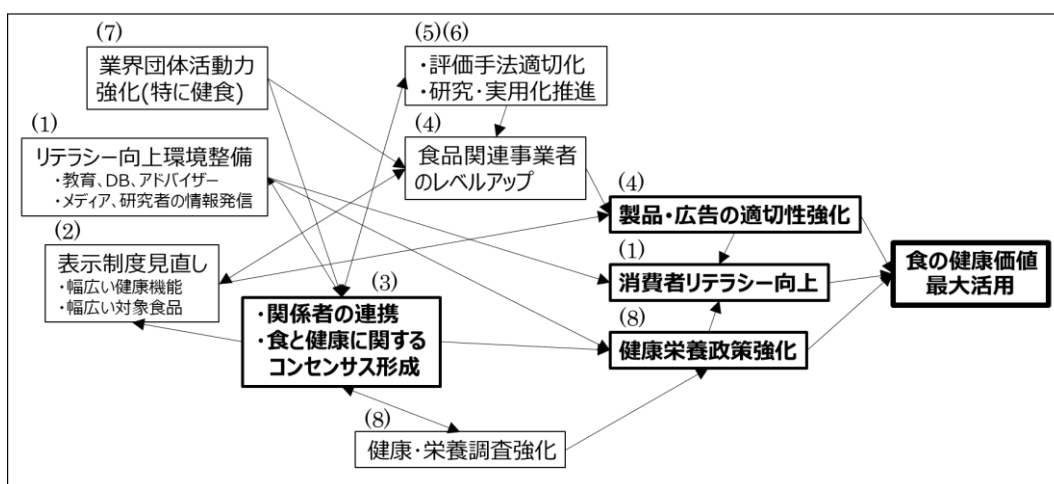 (7)
業界団体活動力
強化(特に健食)
(5)(6)
・評価手法適切化
・研究・実用化推進
(1)
リテラシー向上環境整備
・教育、DB、アドバイザー
・メディア、研究者の情報発信
(4)
食品関連事業者
のレベルアップ
(4)
製品・広告の適切性強化
(2)
表示制度見直し
・幅広い健康機能
・幅広い対象食品
(1)
消費者リテラシー向上
食の健康価値
最大活用
(3)
・関係者の連携
・食と健康に関する
コンセンサス形成
(8)
健康栄養政策強化
(8)
健康・栄養調査強化